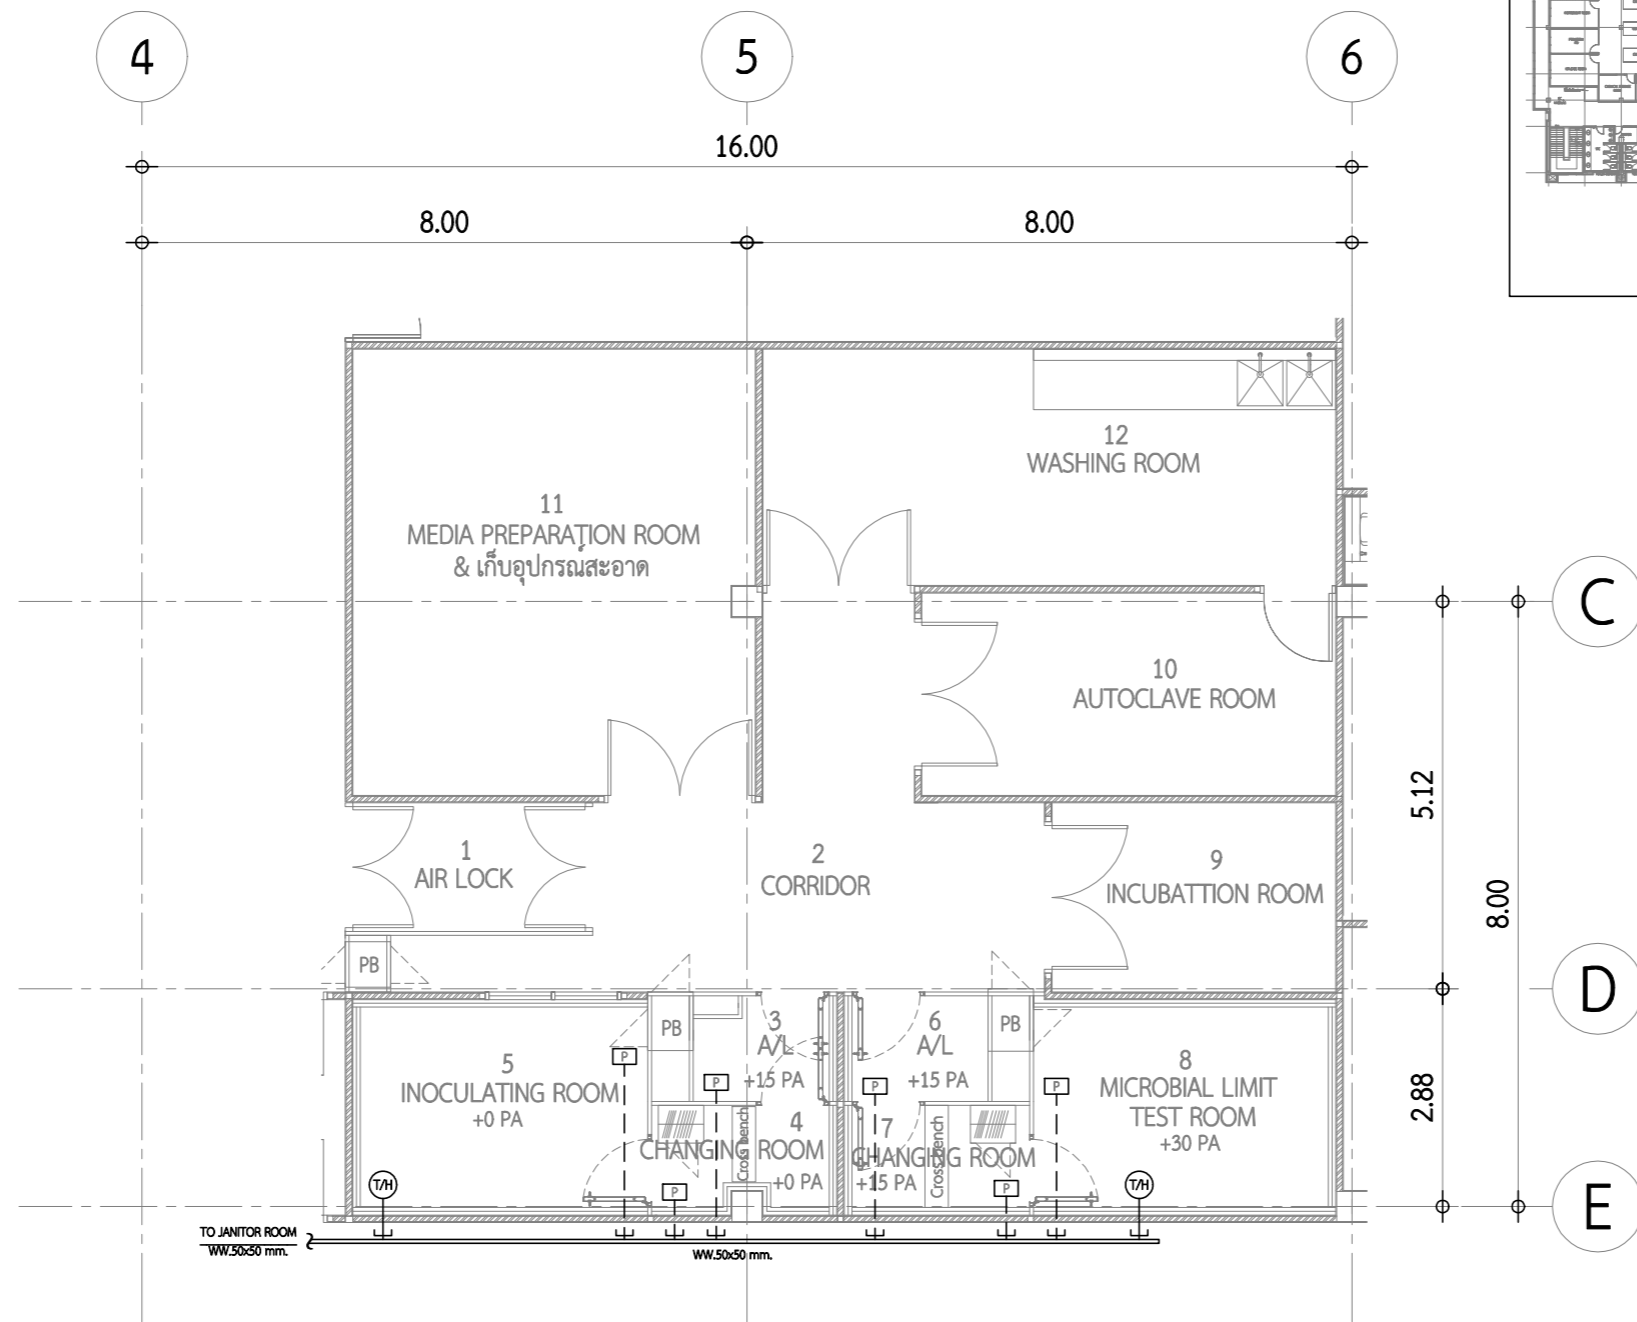 4
5
6
16.00
8.00
8.00
12
WASHING ROOM
11
MEDIA PREPARATION ROOM
& เก็บอุปกรณ์สะอาด
C
10
AUTOCLAVE ROOM
5.12
1
AIR LOCK
2
CORRIDOR
9
INCUBATTION ROOM
8.00
PB
D
PB
3
A/L
+15 PA
6
A/L
+15 PA
PB
5
INOCULATING ROOM
+0 PA
8
MICROBIAL LIMIT
TEST ROOM
+30 PA
2.88
P
P
P
P
4
CHANGING ROOM
+0 PA
Cross bench
7
CHANGING ROOM
+15 PA
Cross bench
T/H
P
P
T/H
E
TO JANITOR ROOM
WW.50x50 mm.
WW.50x50 mm.